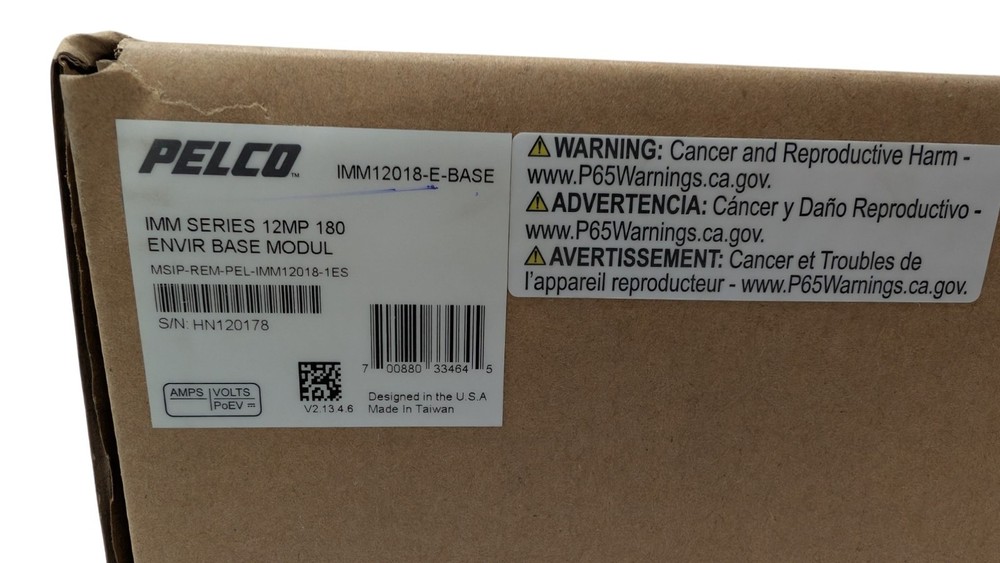 PELCO™
IMM12018-E-BASE
IMM SERIES 12MP 180
ENVIR BASE MODUL
MSIP-REM-PEL-IMM12018-1ES
S/N: HN120178
7 00880 33464 5
AMPS VOLTS
PoEV
V2.13.4.6
Designed in the U.S.A
Made In Taiwan
⚠WARNING: Cancer and Reproductive Harm -
www.P65Warnings.ca.gov.
⚠ADVERTENCIA: Cáncer y Daño Reproductivo -
www.P65Warnings.ca.gov.
⚠AVERTISSEMENT: Cancer et Troubles de
l'appareil reproducteur - www.P65Warnings.ca.gov.